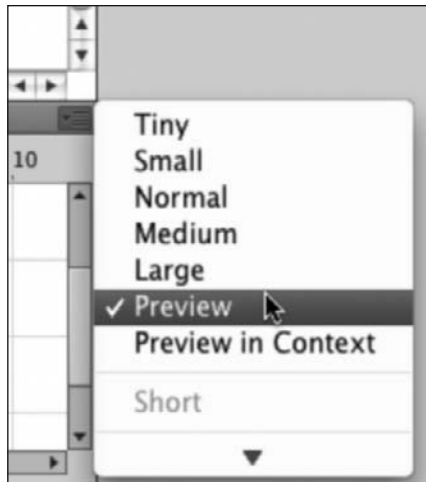 10
Tiny
Small
Normal
Medium
Large
✓ Preview
Preview in Context
Short